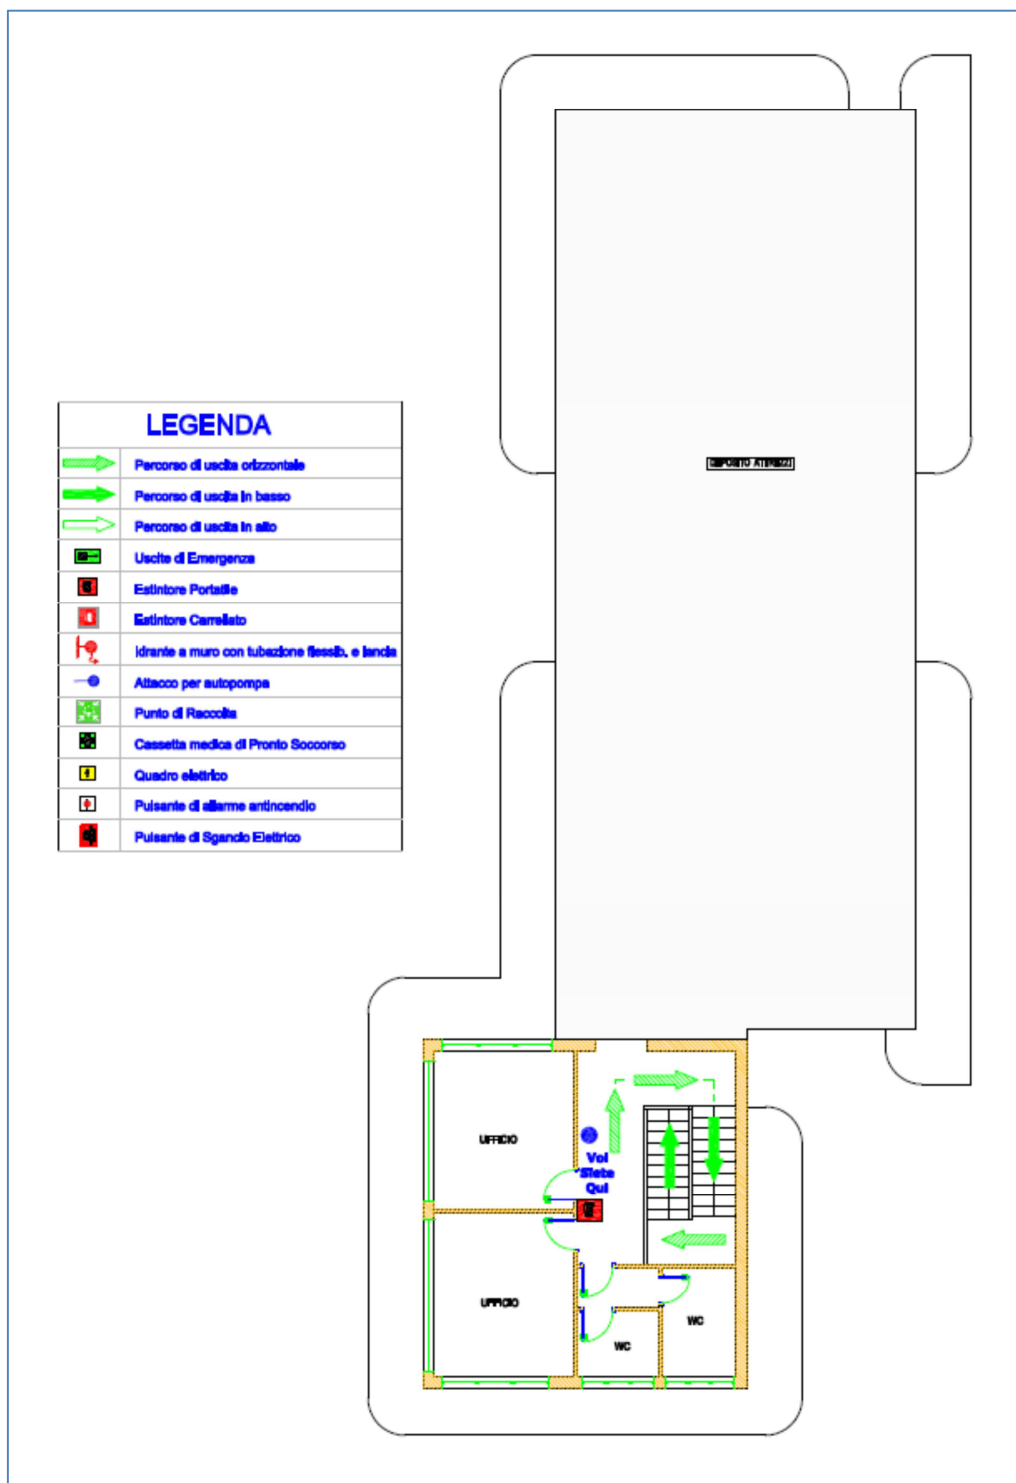 DEPOSITO ATTREZZI
LEGENDA
Percorso di uscita orizzontale
Percorso di uscita in basso
Percorso di uscita in alto
Uscite di Emergenza
Estintore Portatile
Estintore Carrellato
Idrante a muro con tubazione flessib. e lancia
Attacco per autopompa
Punto di Raccolta
Cassetta medica di Pronto Soccorso
Quadro elettrico
Pulsante di allarme antincendio
Pulsante di Sgancio Elettrico
UFFICIO
Voi
Siete
Qui
UFFICIO
WC
WC